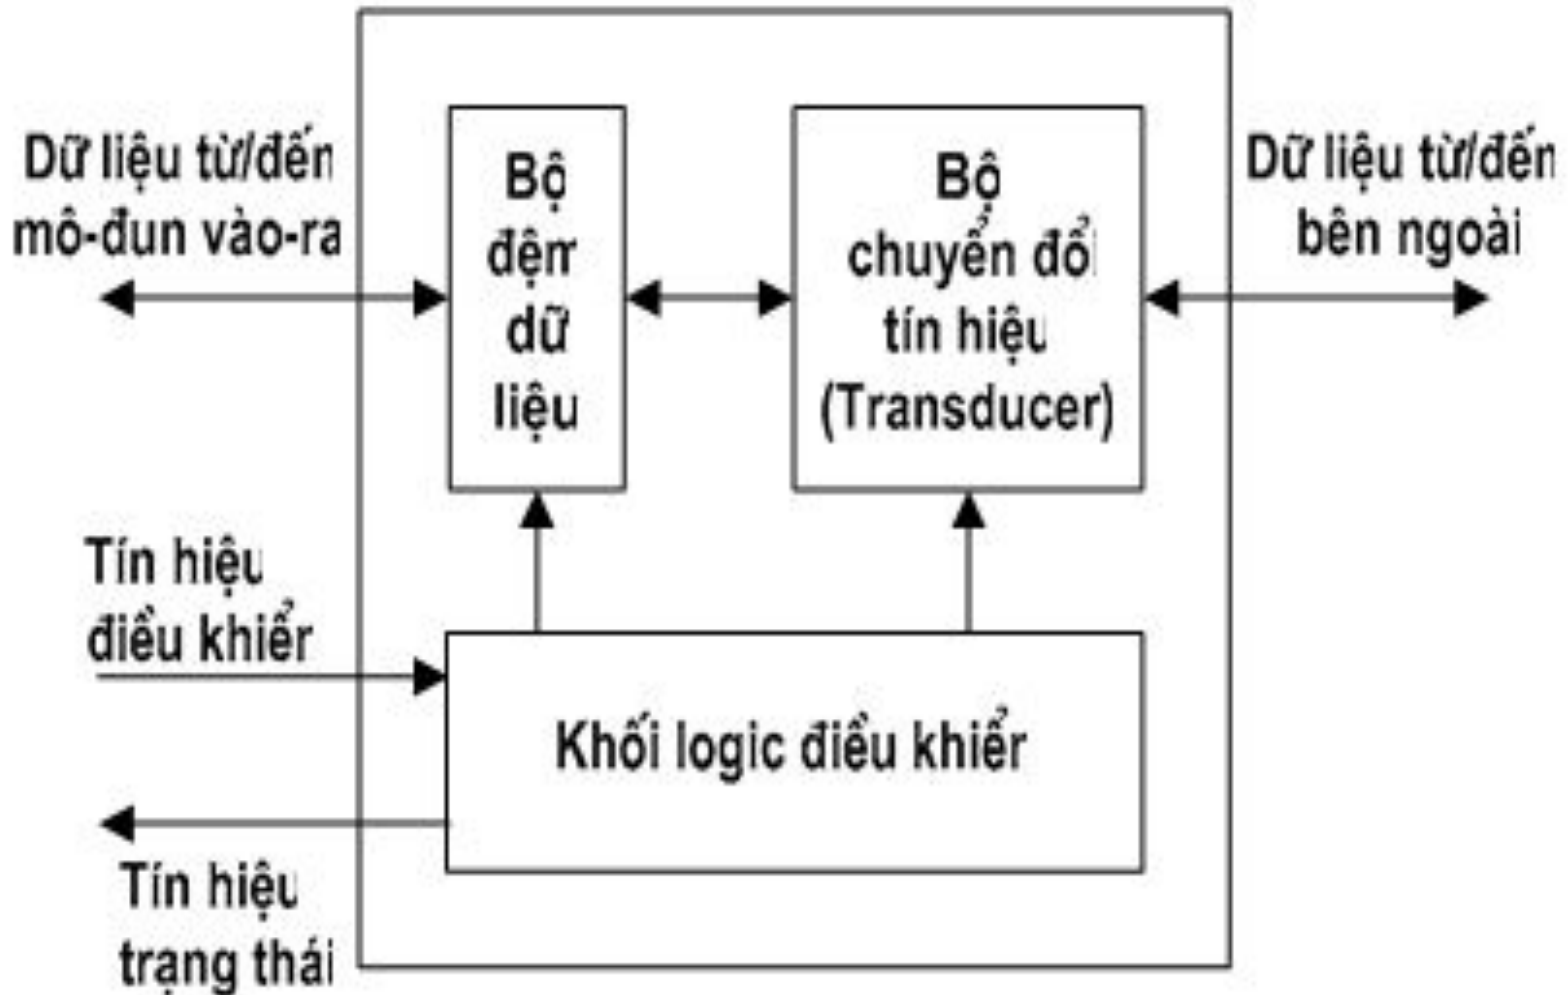 Dữ liệu từ/đến
mô-đun vào-ra
Bộ
đệm
dữ
liệu
Bộ
chuyển đổi
tín hiệu
(Transducer)
Dữ liệu từ/đến
bên ngoài
Tín hiệu
điều khiển
Khối logic điều khiển
Tín hiệu
trạng thái